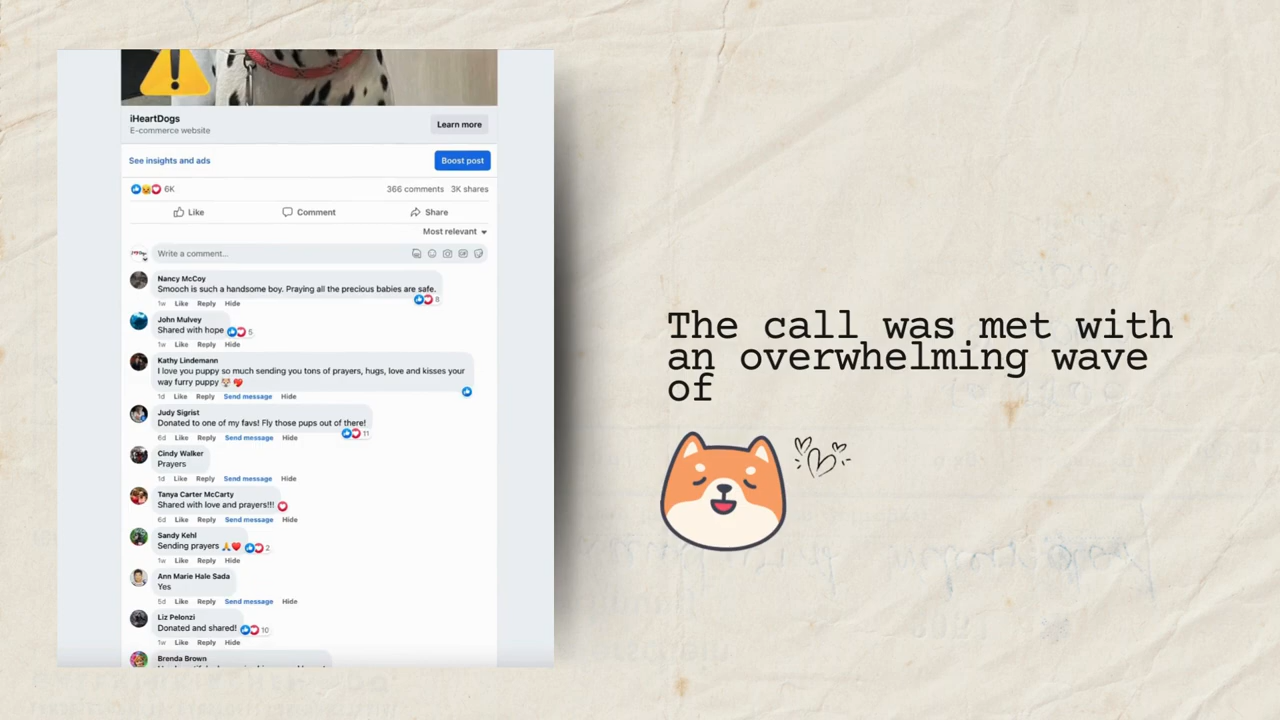 iHeartDogs
E-commerce website
Learn more
See insights and ads
Boost post
6K
366 comments 3K shares
Like Comment Share
Most relevant
Write a comment...
Nancy McCoy
Smooch is such a handsome boy. Praying all the precious babies are safe.
8
1w Like Reply Hide
John Mulvey
Shared with hope
5
1w Like Reply Hide
Kathy Lindemann
I love you puppy so much sending you tons of prayers, hugs, love and kisses your
way furry puppy
1d Like Reply Send message Hide
Judy Sigrist
Donated to one of my favs! Fly those pups out of there!
11
6d Like Reply Send message Hide
Cindy Walker
Prayers
1d Like Reply Send message Hide
Tanya Carter McCarty
Shared with love and prayers!!!
6d Like Reply Send message Hide
Sandy Kehl
Sending prayers 🙏❤️
2
1w Like Reply Hide
Ann Marie Hale Sada
Yes
5d Like Reply Send message Hide
Liz Pelonzi
Donated and shared!
10
1w Like Reply Hide
Brenda Brown
The call was met with
an overwhelming wave
of